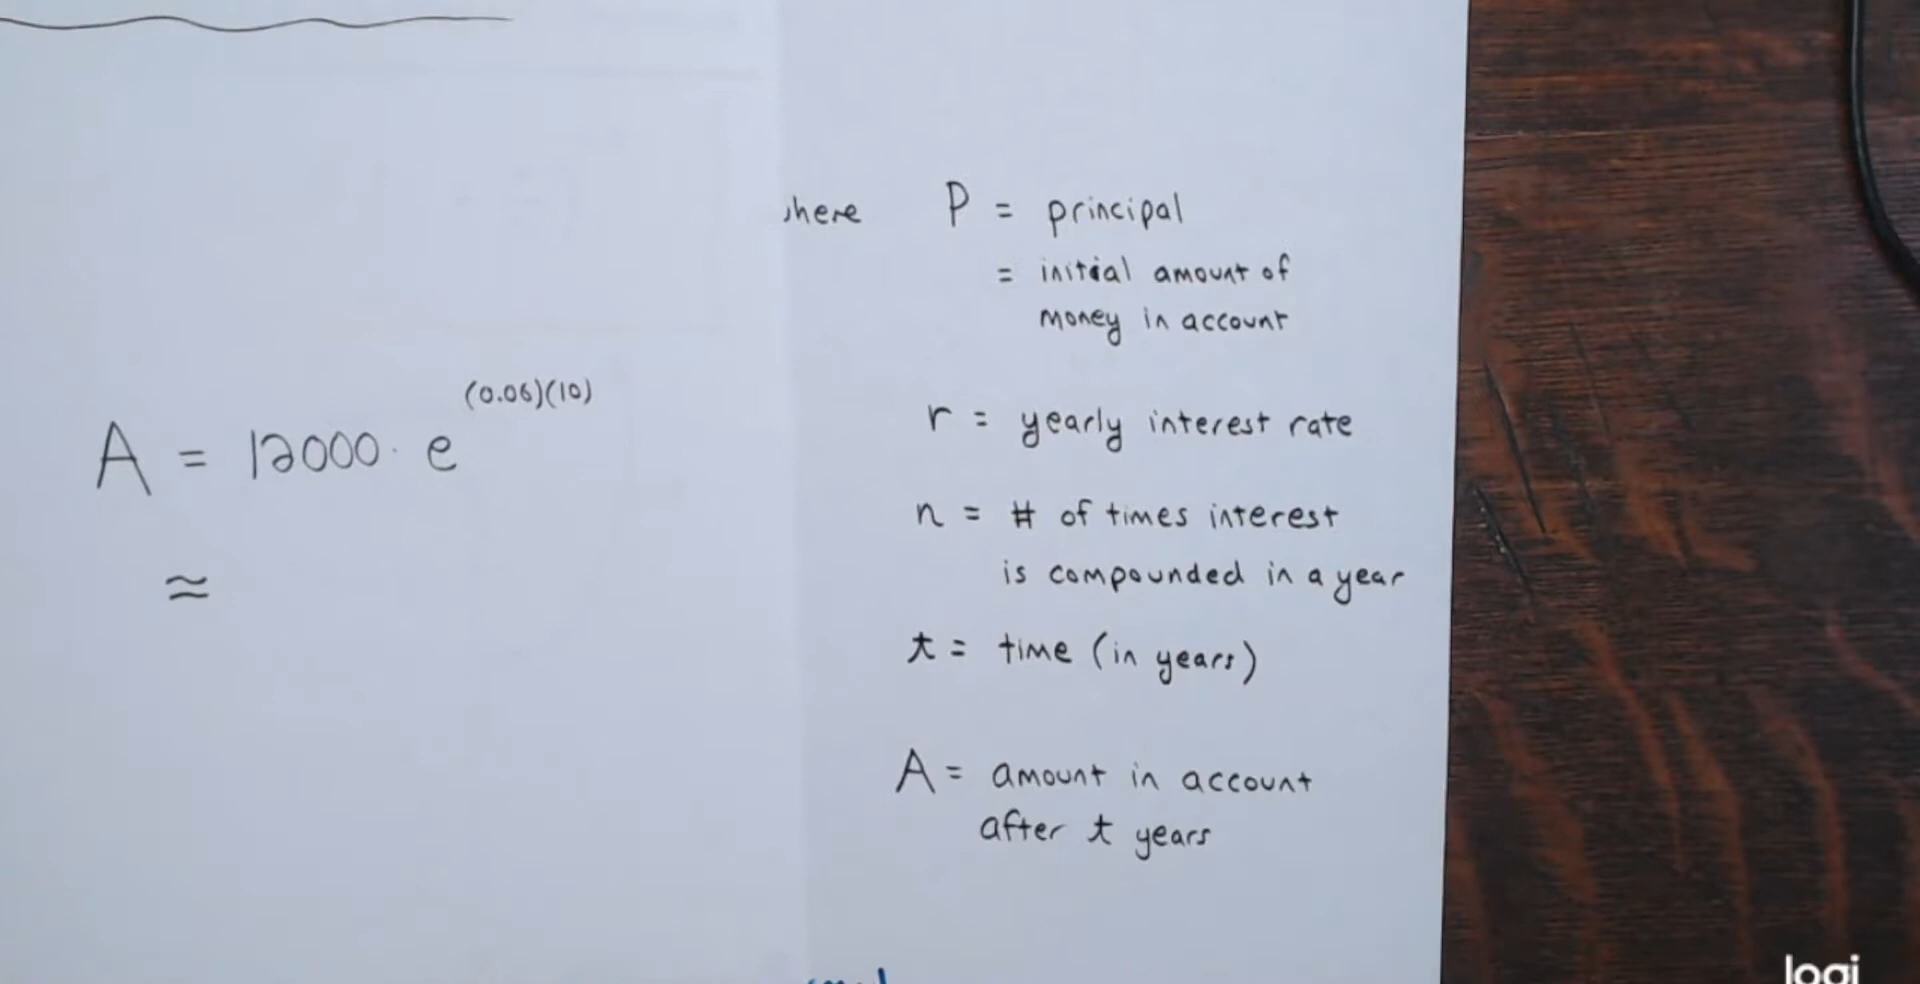 A = 12000 · e^(0.06)(10)
≈
P = principal
= initial amount of
money in account
r = yearly interest rate
n = # of times interest
is compounded in a year
t = time (in years)
A = amount in account
after t years
logi